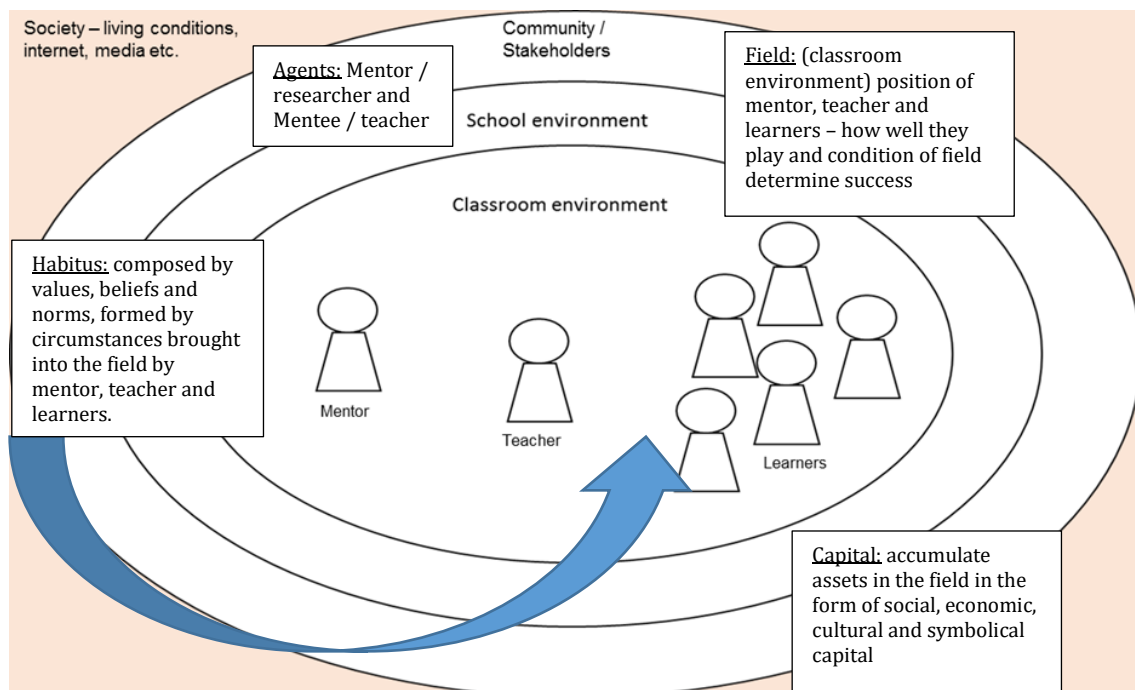 Society – living conditions,
internet, media etc.
Community /
Stakeholders
Agents: Mentor /
researcher and
Mentee / teacher
Field: (classroom
environment) position of
mentor, teacher and
learners – how well they
play and condition of field
determine success
School environment
Classroom environment
Habitus: composed by
values, beliefs and
norms, formed by
circumstances brought
into the field by
mentor, teacher and
learners.
Mentor
Teacher
Learners
Capital: accumulate
assets in the field in the
form of social, economic,
cultural and symbolical
capital